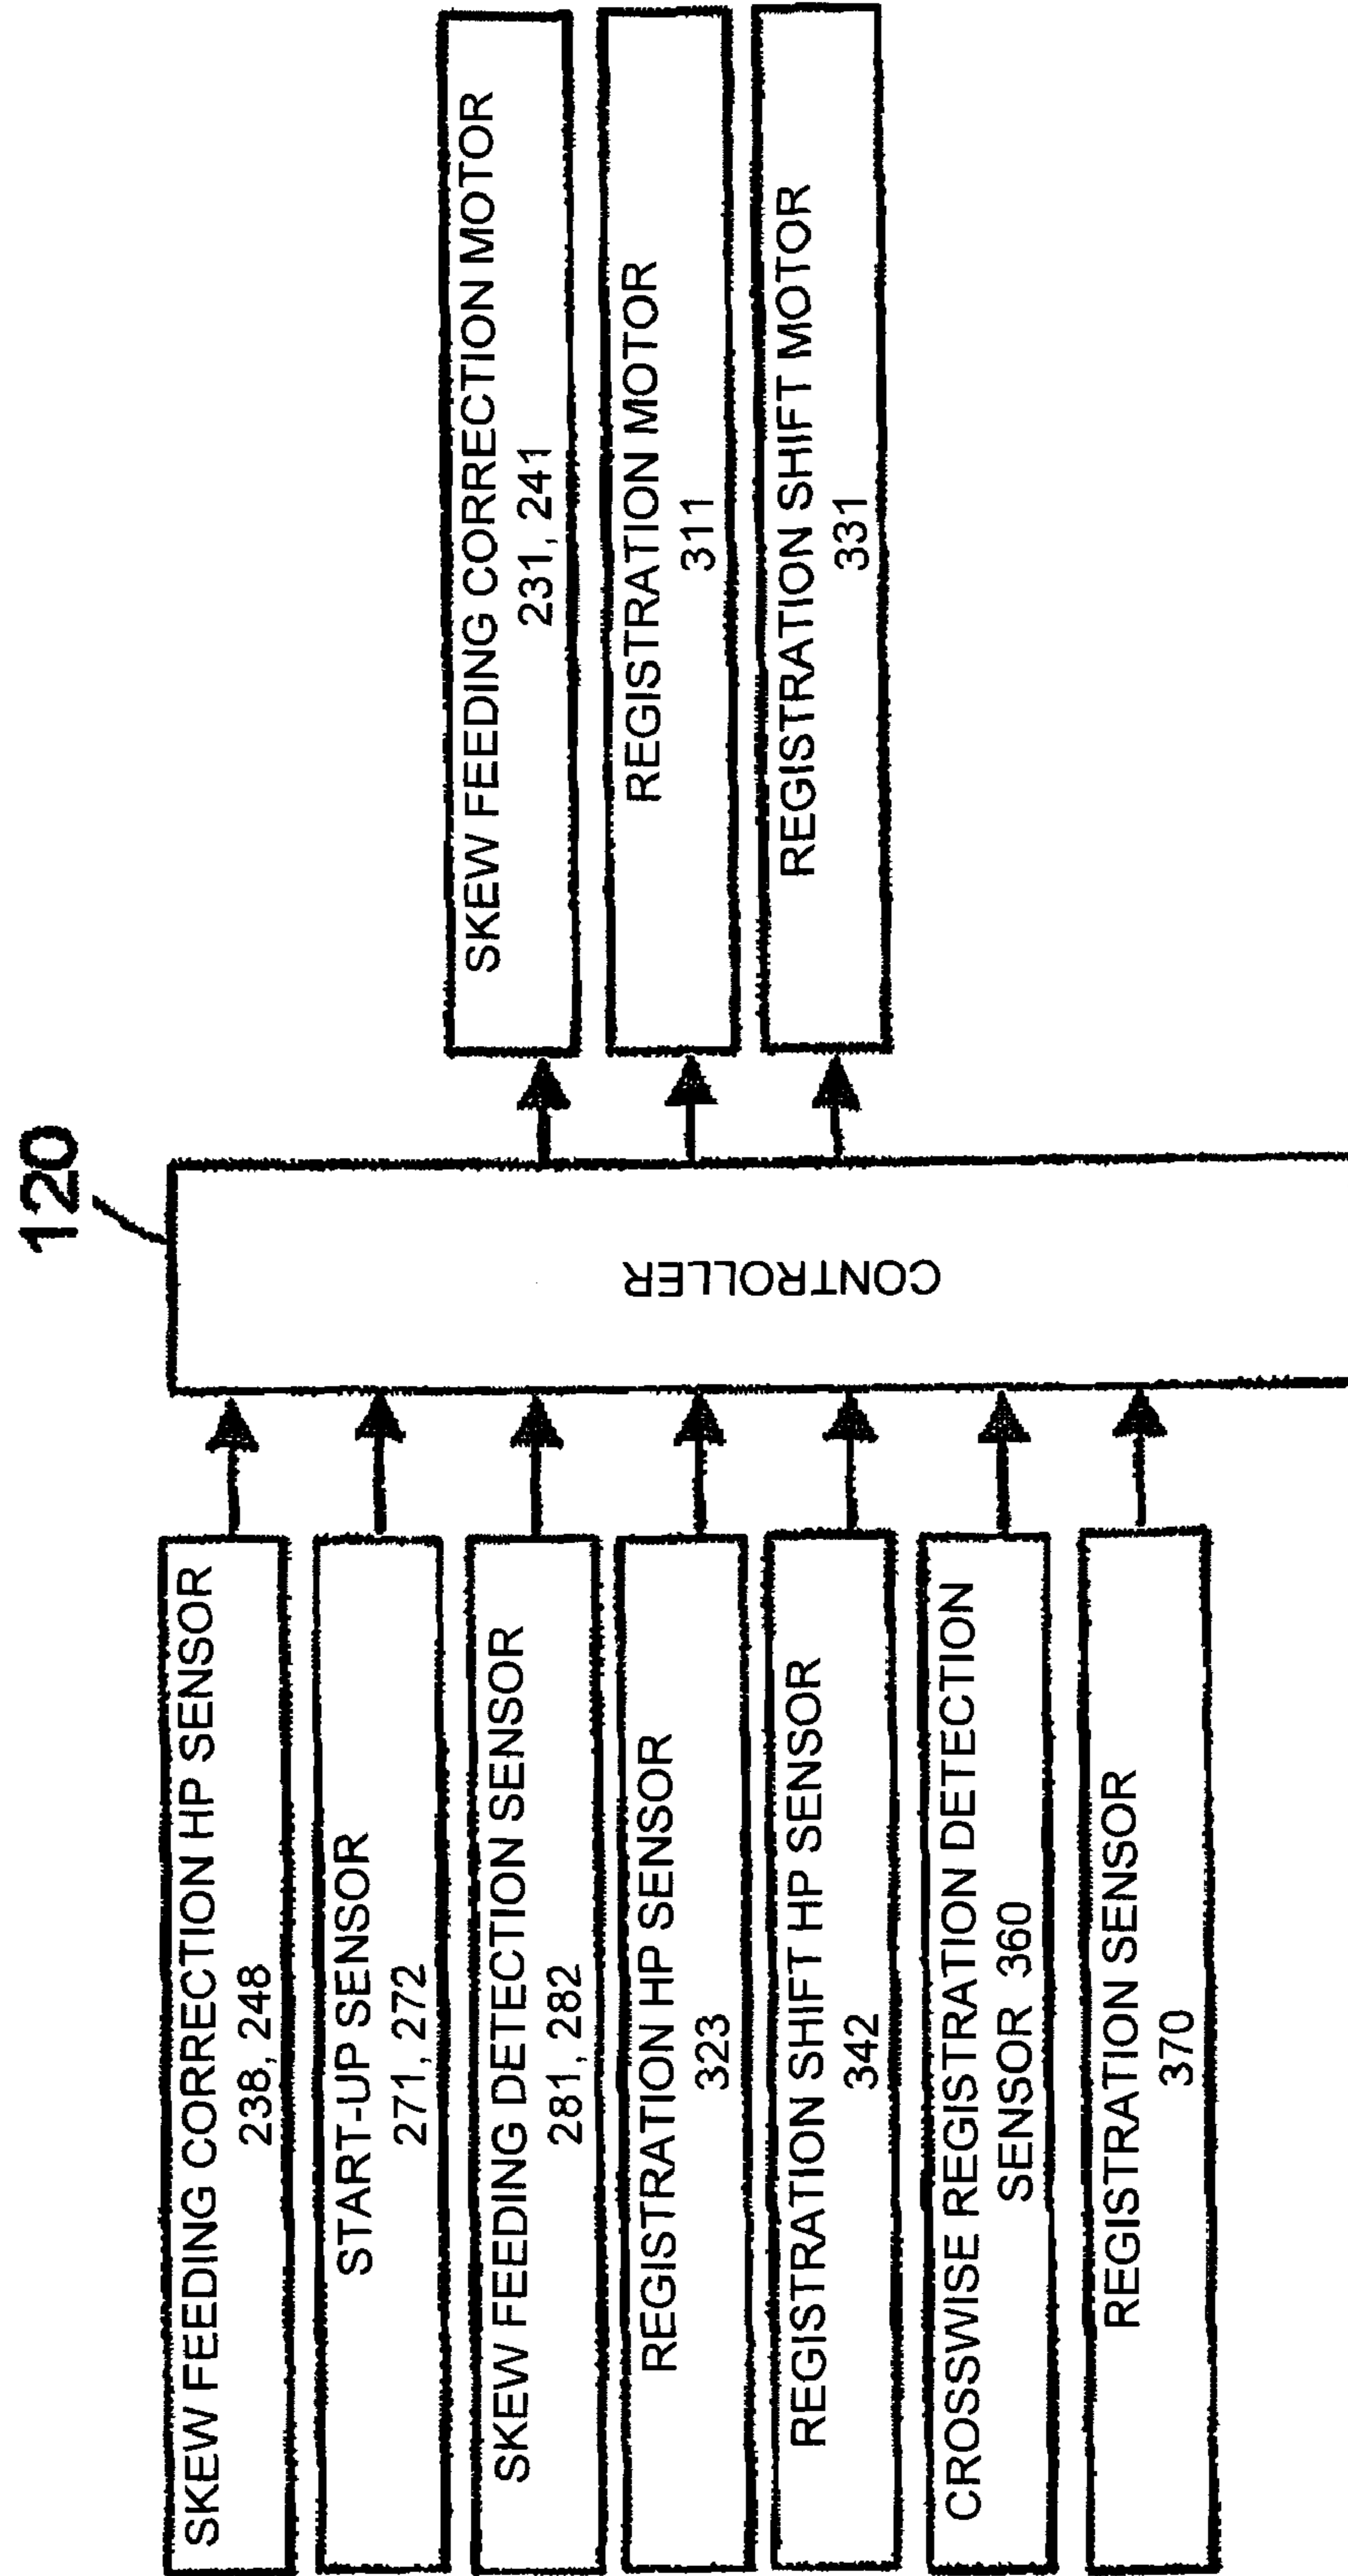 120
SKEW FEEDING CORRECTION HP SENSOR
238, 248
START-UP SENSOR
271, 272
SKEW FEEDING DETECTION SENSOR
281, 282
REGISTRATION HP SENSOR
323
REGISTRATION SHIFT HP SENSOR
342
CROSSWISE REGISTRATION DETECTION
SENSOR 360
REGISTRATION SENSOR
370
CONTROLLER
SKEW FEEDING CORRECTION MOTOR
231, 241
REGISTRATION MOTOR
311
REGISTRATION SHIFT MOTOR
331